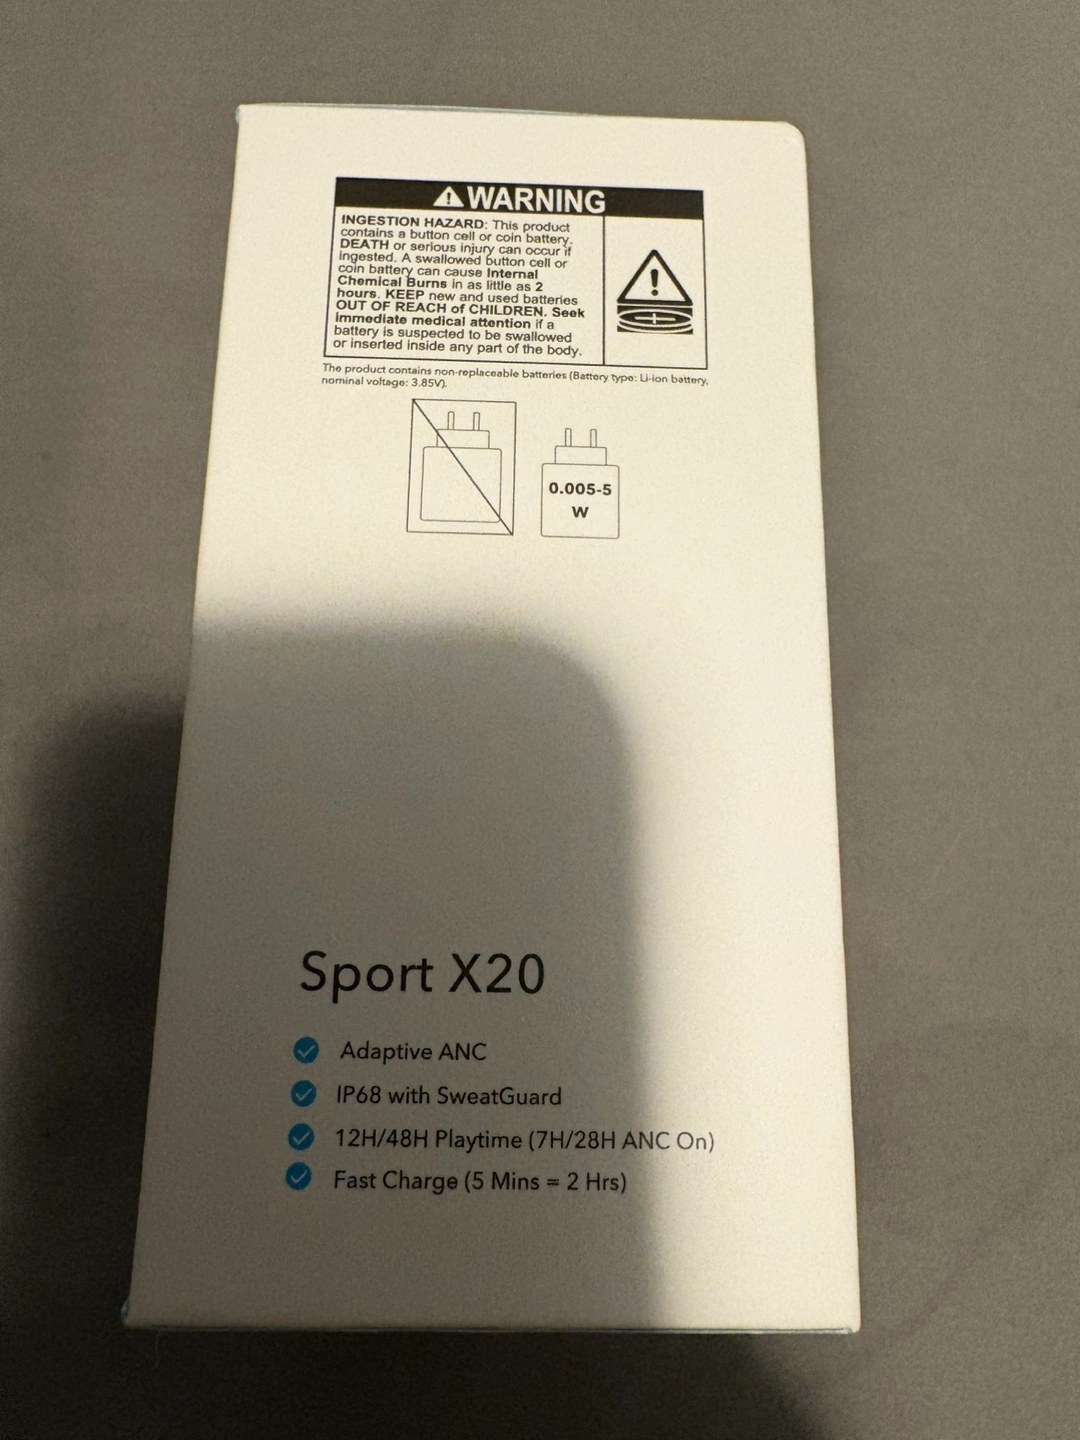 WARNING
INGESTION HAZARD: This product
contains a button cell or coin battery.
DEATH or serious injury can occur if
ingested. A swallowed button cell or
coin battery can cause Internal
Chemical Burns in as little as 2
hours. KEEP new and used batteries
OUT OF REACH of CHILDREN. Seek
immediate medical attention if a
battery is suspected to be swallowed
or inserted inside any part of the body.
The product contains non-replaceable batteries (Battery type: Li-ion battery,
nominal voltage: 3.85V).
0.005-5
W
Sport X20
Adaptive ANC
IP68 with SweatGuard
12H/48H Playtime (7H/28H ANC On)
Fast Charge (5 Mins = 2 Hrs)